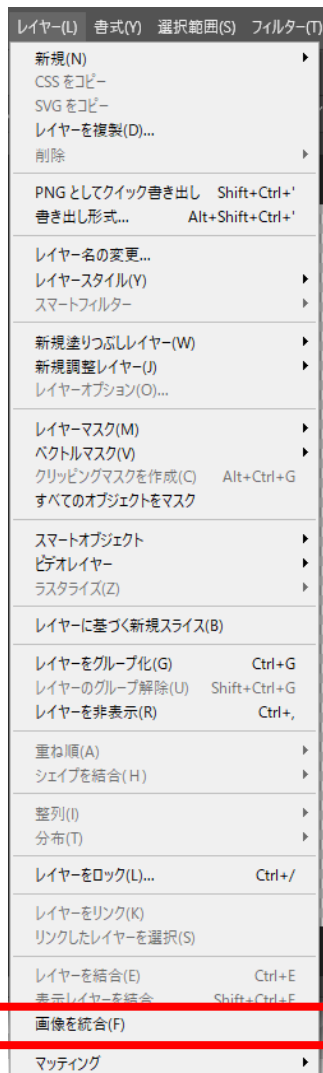 レイヤー(L) 書式(Y) 選択範囲(S) フィルター(T)
新規(N)
CSS をコピー
SVG をコピー
レイヤーを複製(D)...
削除
PNG としてクイック書き出し Shift+Ctrl+'
書き出し形式... Alt+Shift+Ctrl+'
レイヤー名の変更...
レイヤースタイル(Y)
スマートフィルター
新規塗りつぶしレイヤー(W)
新規調整レイヤー(J)
レイヤーオプション(O)...
レイヤーマスク(M)
ベクトルマスク(V)
クリッピングマスクを作成(C) Alt+Ctrl+G
すべてのオブジェクトをマスク
スマートオブジェクト
ビデオレイヤー
ラスタライズ(Z)
レイヤーに基づく新規スライス(B)
レイヤーをグループ化(G) Ctrl+G
レイヤーのグループ解除(U) Shift+Ctrl+G
レイヤーを非表示(R) Ctrl+,
重ね順(A)
シェイプを結合(H)
整列(I)
分布(T)
レイヤーをロック(L)... Ctrl+/
レイヤーをリンク(K)
リンクしたレイヤーを選択(S)
レイヤーを結合(E) Ctrl+E
表示レイヤーを結合 Shift+Ctrl+E
画像を統合(F)
マッティング